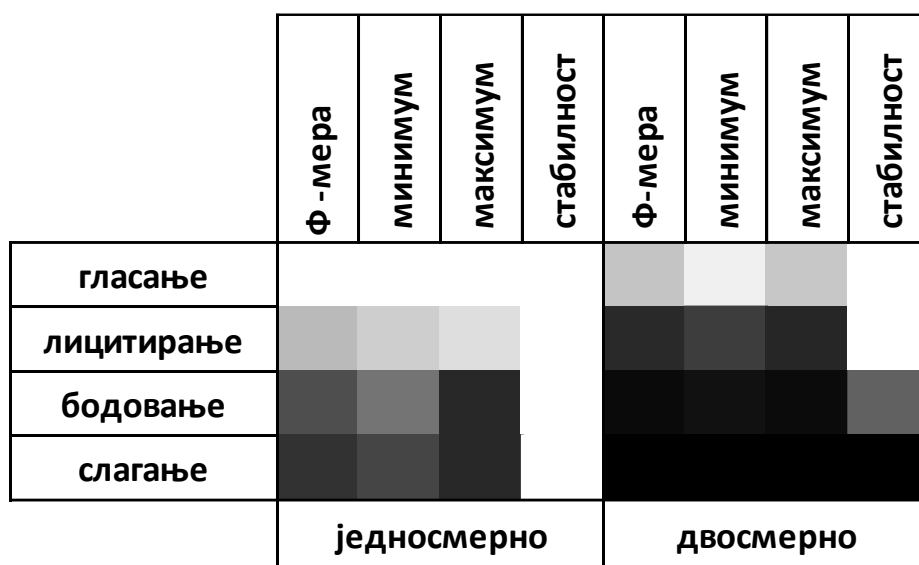 Ф -мера
минимум
максимум
стабилност
Ф-мера
минимум
максимум
стабилност
гласање
лицитирање
бодовање
слагање
једносмерно
двосмерно